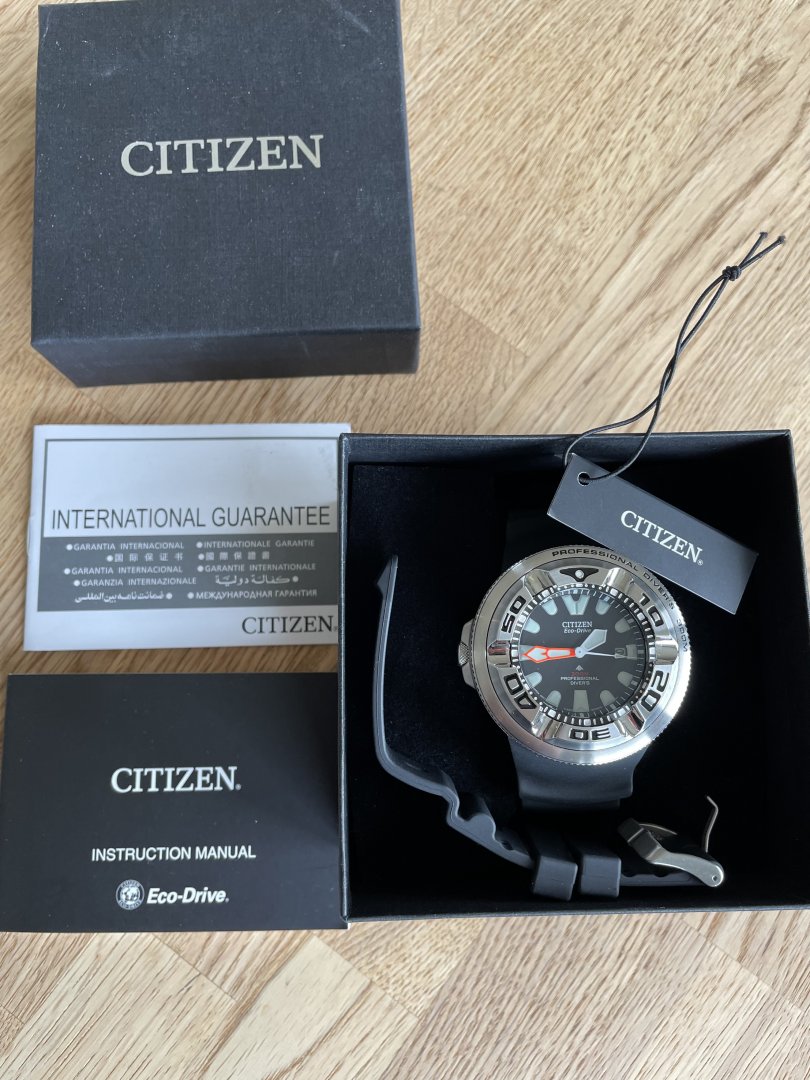 CITIZEN
INTERNATIONAL GUARANTEE
●GARANTIA INTERNACIONAL ●INTERNATIONALE GARANTIE
●国际保证书 ●國際保證書
●GARANTIA INTERNACIONAL ●GARANTIE INTERNATIONALE
●GARANZIA INTERNAZIONALE ●كفالة دولية
●ضمانت نامه بین المللی ●МЕЖДУНАРОДНАЯ ГАРАНТИЯ
CITIZEN®
CITIZEN®
INSTRUCTION MANUAL
Eco-Drive®
CITIZEN®
PROFESSIONAL DIVER'S 300M
50
10
40
20
30
CITIZEN
Eco-Drive
PROFESSIONAL
DIVER'S